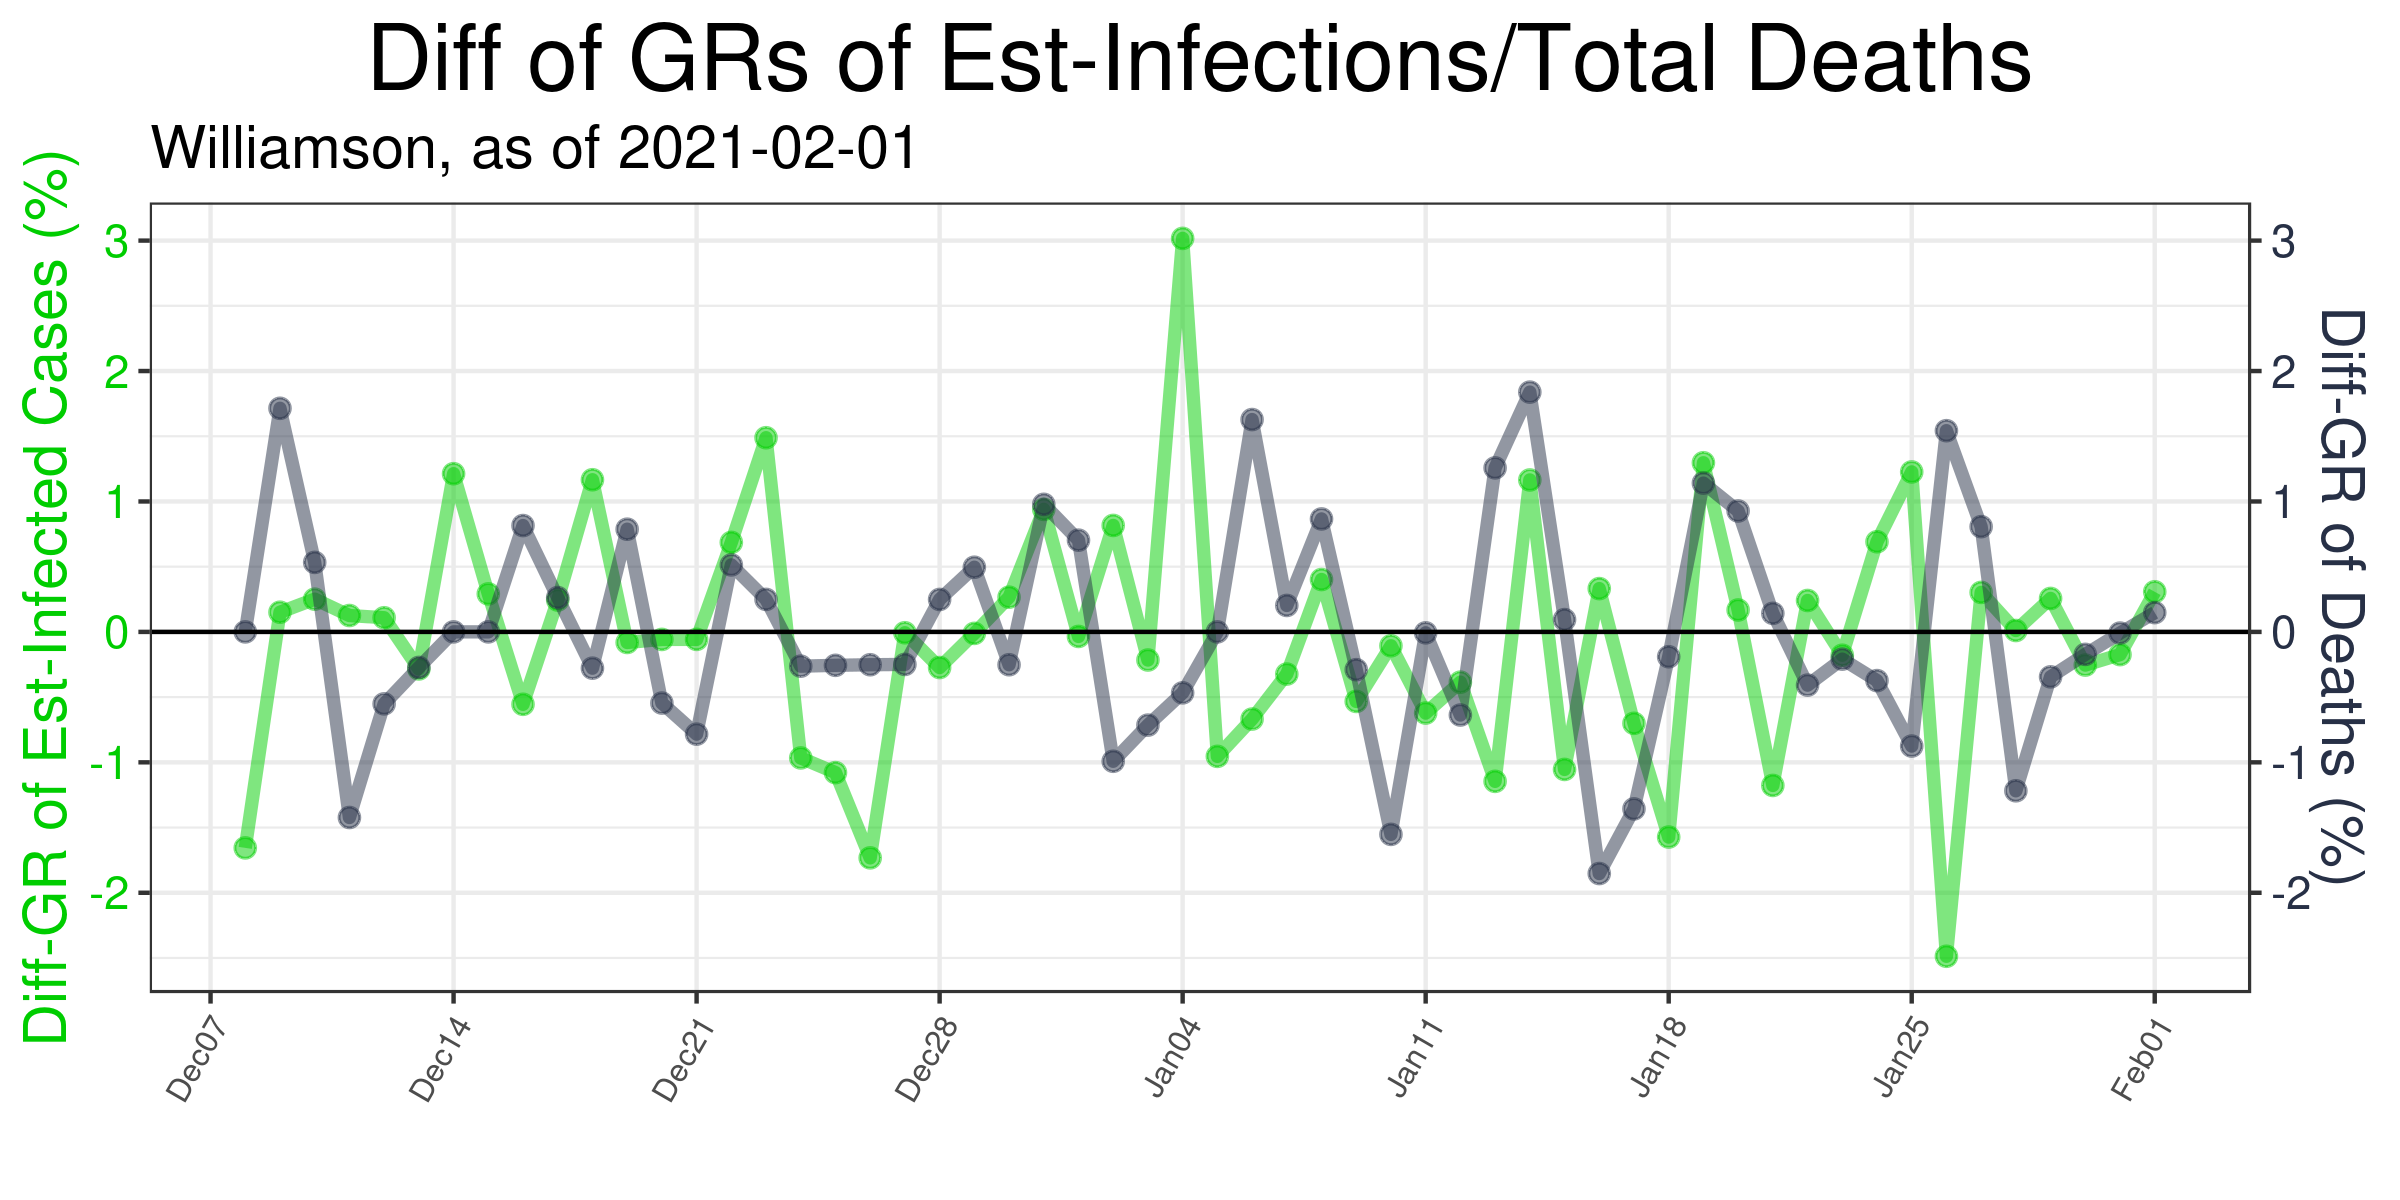 Diff of GRs of Est-Infections/Total Deaths
Williamson, as of 2021-02-01
Diff-GR of Est-Infected Cases (%)
3
2
1
0
-1
-2
3
2
1
0
-1
-2
Diff-GR of Deaths (%)
Dec07
Dec14
Dec21
Dec28
Jan04
Jan11
Jan18
Jan25
Feb01